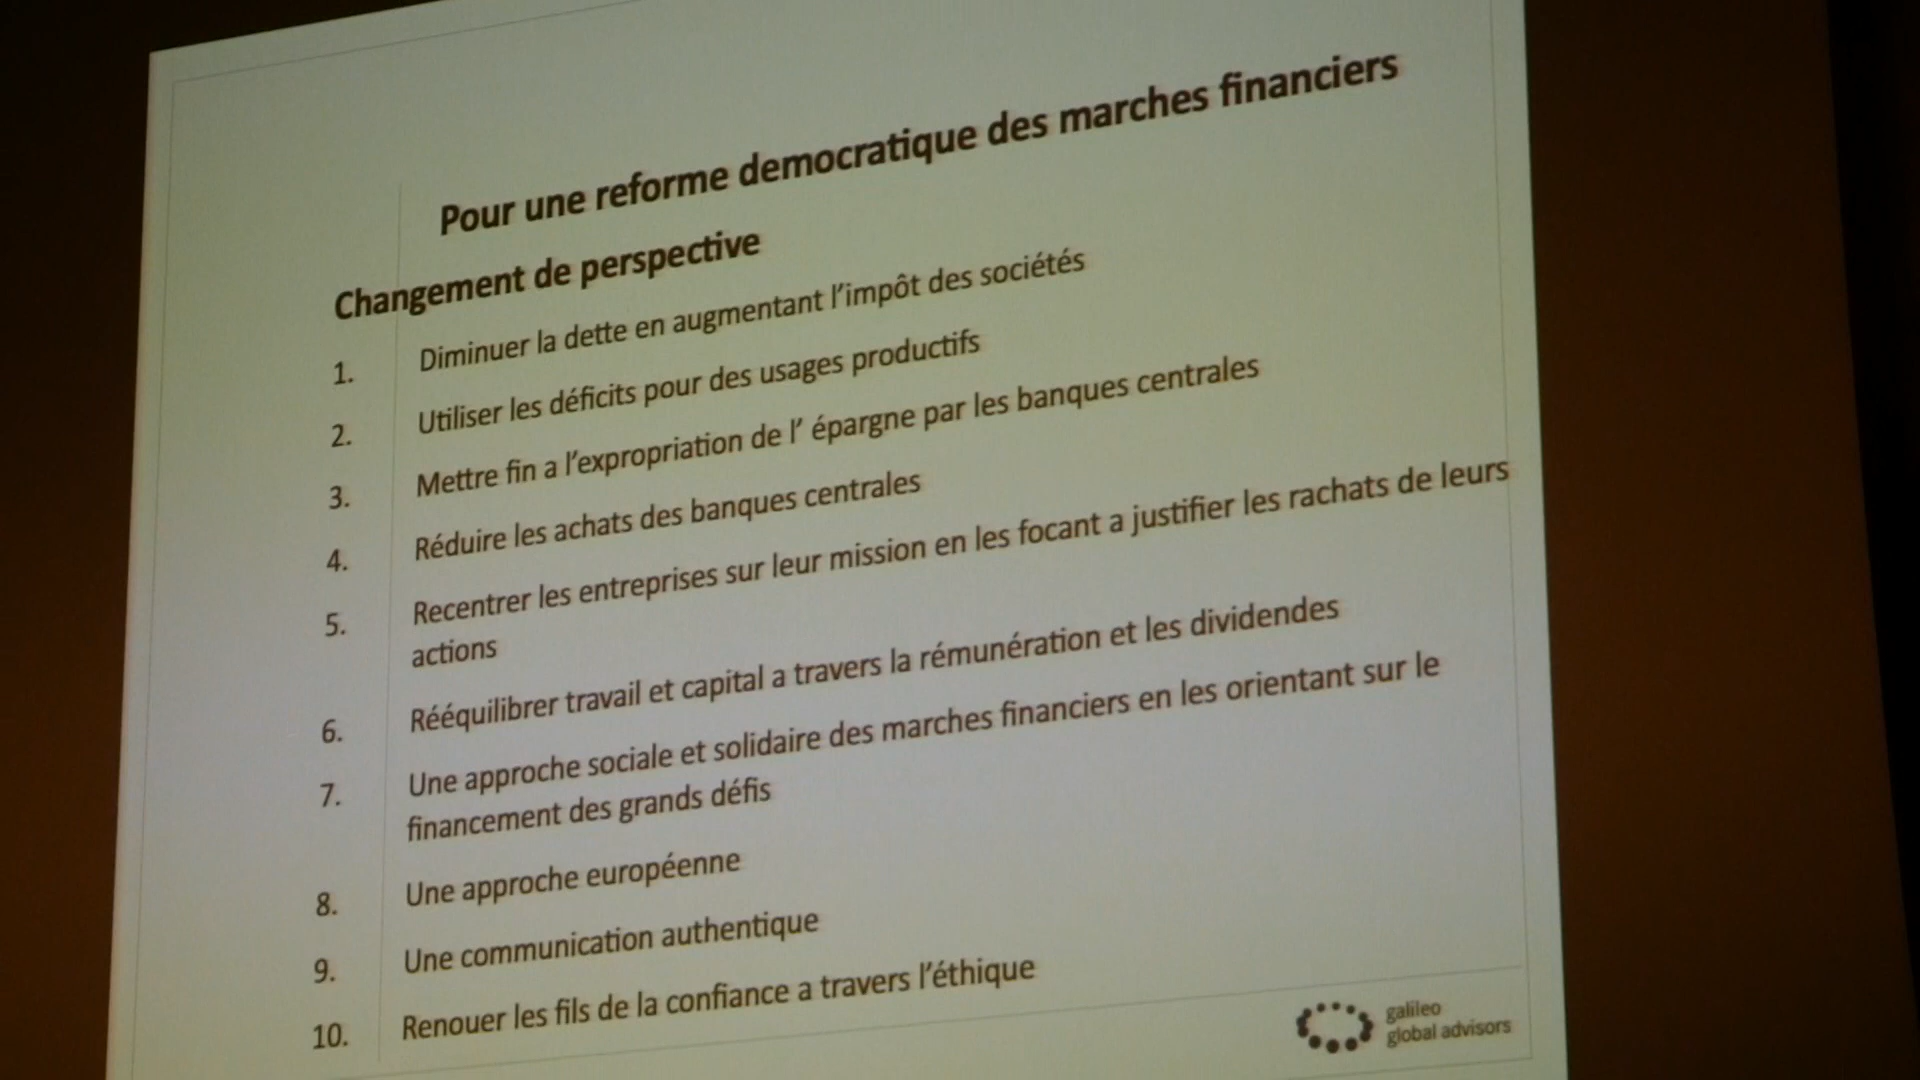 Pour une reforme democratique des marches financiers
Changement de perspective
1. Diminuer la dette en augmentant l'impôt des sociétés
2. Utiliser les déficits pour des usages productifs
3. Mettre fin a l'expropriation de l' épargne par les banques centrales
4. Réduire les achats des banques centrales
5. Recentrer les entreprises sur leur mission en les focant a justifier les rachats de leurs
actions
6. Rééquilibrer travail et capital a travers la rémunération et les dividendes
7. Une approche sociale et solidaire des marches financiers en les orientant sur le
financement des grands défis
8. Une approche européenne
9. Une communication authentique
10. Renouer les fils de la confiance a travers l'éthique
galileo
global advisors